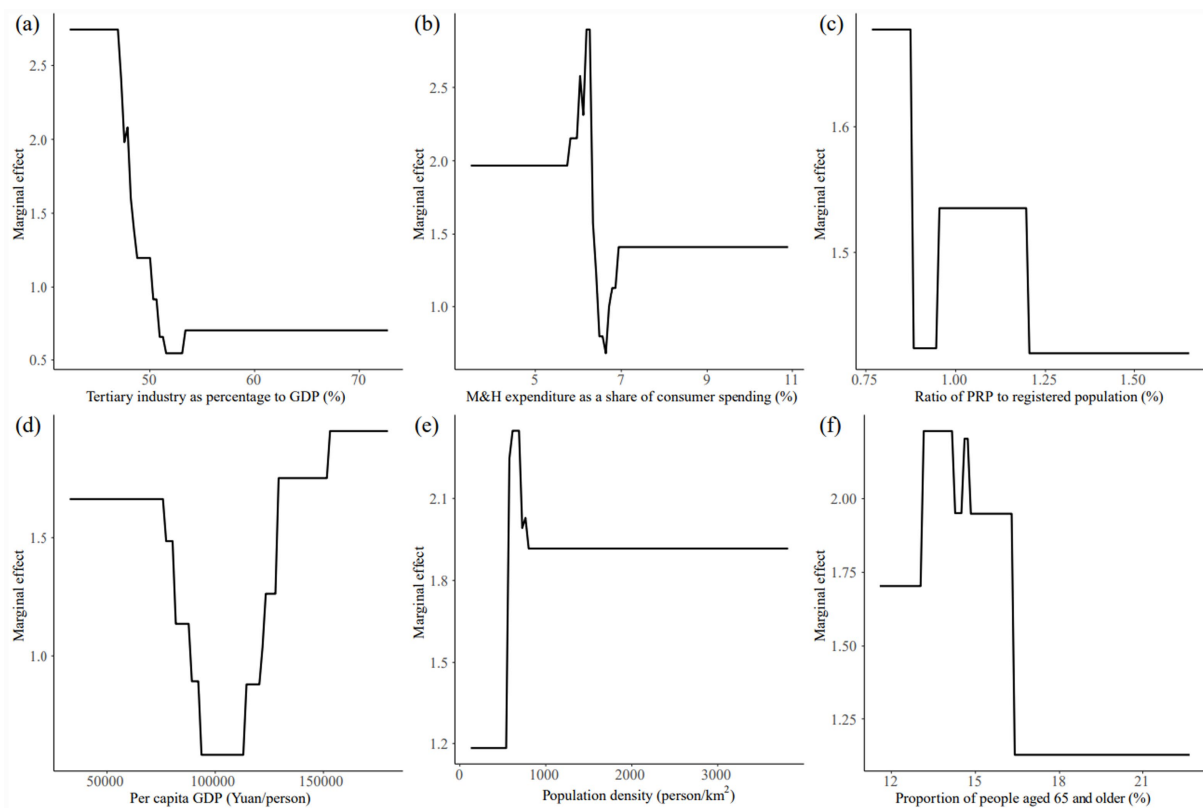 (a)
Marginal effect
2.5
2.0
1.5
1.0
0.5
50
60
70
Tertiary industry as percentage to GDP (%)
(b)
Marginal effect
2.5
2.0
1.5
1.0
5
7
9
11
M&H expenditure as a share of consumer spending (%)
(c)
Marginal effect
1.6
1.5
0.75
1.00
1.25
1.50
Ratio of PRP to registered population (%)
(d)
Marginal effect
1.5
1.0
50000
100000
150000
Per capita GDP (Yuan/person)
(e)
Marginal effect
2.1
1.8
1.5
1.2
0
1000
2000
3000
Population density (person/km²)
(f)
Marginal effect
2.00
1.75
1.50
1.25
12
15
18
21
Proportion of people aged 65 and older (%)